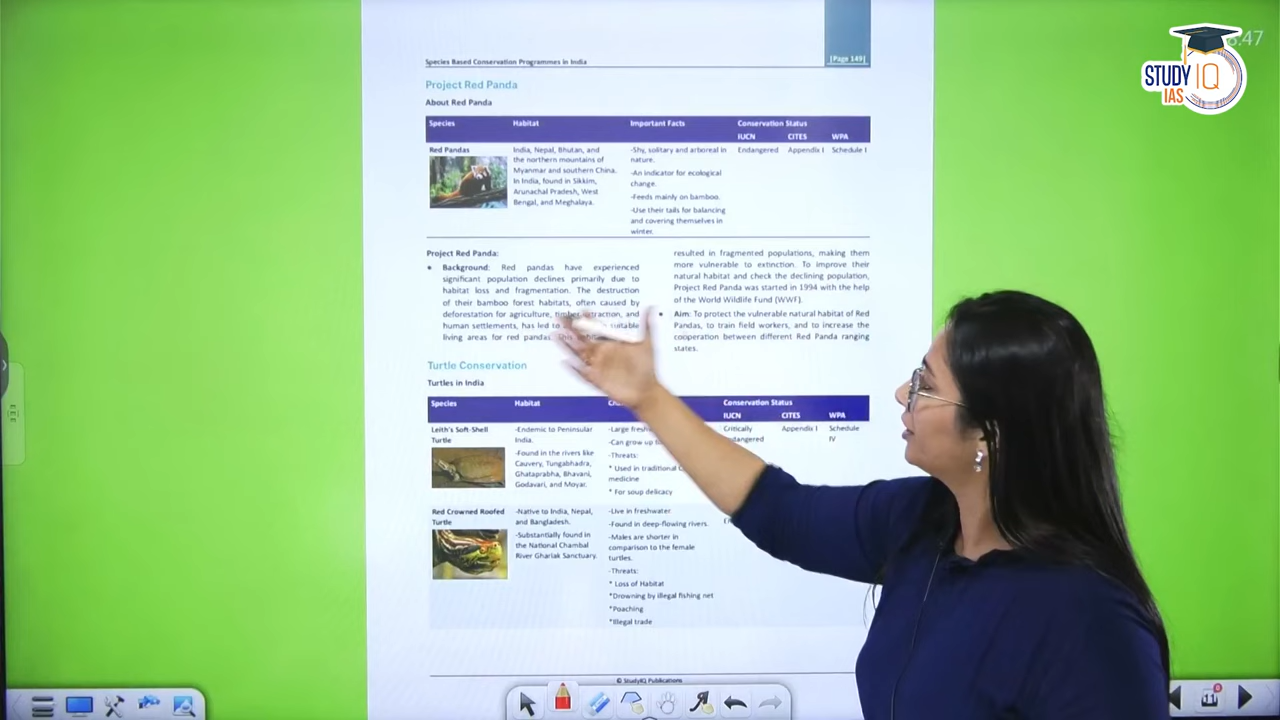 .47
STUDY IQ
IAS
Species Based Conservation Programmes in India
|Page 149|
Project Red Panda
About Red Panda
Species Habitat Important Facts Conservation Status
IUCN CITES WPA
Red Pandas
India, Nepal, Bhutan, and
the northern mountains of
Myanmar and southern China.
In India, found in Sikkim,
Arunachal Pradesh, West
Bengal, and Meghalaya.
-Shy, solitary and arboreal in
nature.
-An indicator for ecological
change.
-Feeds mainly on bamboo.
-Use their tails for balancing
and covering themselves in
winter.
Endangered Appendix I Schedule I
Project Red Panda:
• Background: Red pandas have experienced
significant population declines primarily due to
habitat loss and fragmentation. The destruction
of their bamboo forest habitats, often caused by
deforestation for agriculture, timber extraction, and
human settlements, has led to suitable
living areas for red pandas. This
resulted in fragmented populations, making them
more vulnerable to extinction. To improve their
natural habitat and check the declining population,
Project Red Panda was started in 1994 with the help
of the World Wildlife Fund (WWF).
• Aim: To protect the vulnerable natural habitat of Red
Pandas, to train field workers, and to increase the
cooperation between different Red Panda ranging
states.
Turtle Conservation
Turtles in India
Species Habitat Conservation Status
IUCN CITES WPA
Leith's Soft-Shell
Turtle
-Endemic to Peninsular
India.
-Found in the rivers like
Cauvery, Tungabhadra,
Ghataprabha, Bhavani,
Godavari, and Moyar.
-Large
-Can grow up
-Threats:
* Used in traditional
medicine
* For soup delicacy
Critically
Appendix I
Schedule
IV
Red Crowned Roofed
Turtle
-Native to India, Nepal,
and Bangladesh.
-Substantially found in
the National Chambal
River Gharial Sanctuary.
-Live in freshwater
-Found in deep-flowing rivers.
-Males are shorter in
comparison to the female
turtles.
-Threats:
* Loss of Habitat
*Drowning by illegal fishing net
*Poaching
*Illegal trade
© StudyIQ Publications
11